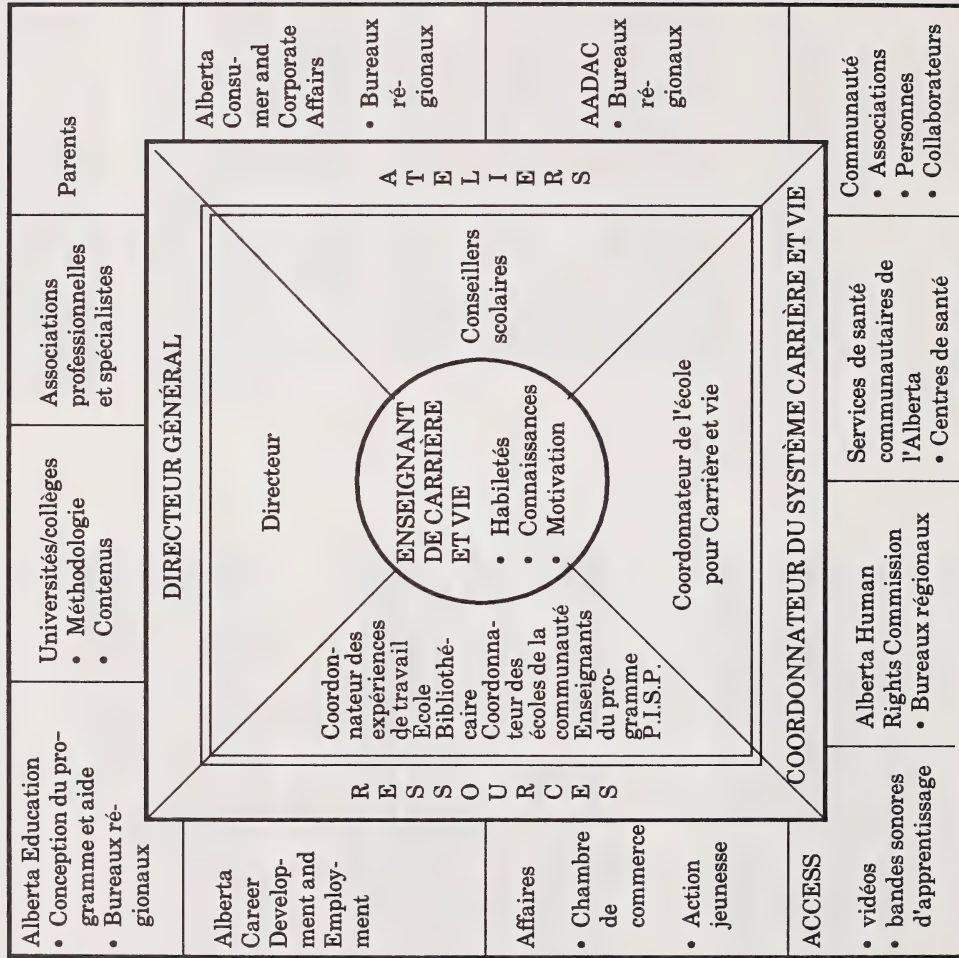 Alberta Education
• Conception du pro-
gramme et aide
• Bureaux ré-
gionaux
Universités/collèges
• Méthodologie
• Contenus
Associations
professionnelles
et spécialistes
Parents
Alberta
Career
Develop-
ment and
Employ-
ment
Affaires
• Chambre
de
commerce
• Action
jeunesse
DIRECTEUR GÉNÉRAL
RESSOURCES
Directeur
Coordon-
nateur des
expériences
de travail
Ecole
Bibliothé-
caire
Coordonna-
teur des
écoles de la
communauté
Enseignants
du pro-
gramme
P.I.S.P.
ENSEIGNANT
DE CARRIÈRE
ET VIE
• Habiletés
• Connaissances
• Motivation
Conseillers
scolaires
Coordonnateur de l'école
pour Carrière et vie
ATELIERS
COORDONNATEUR DU SYSTÈME CARRIÈRE ET VIE
Alberta
Consu-
mer and
Corporate
Affairs
• Bureaux
ré-
gionaux
AADAC
• Bureaux
ré-
gionaux
ACCESS
• vidéos
• bandes sonores
d'apprentissage
Alberta Human
Rights Commission
• Bureaux régionaux
Services de santé
communautaires de
l'Alberta
• Centres de santé
Communauté
• Associations
• Personnes
• Collaborateurs